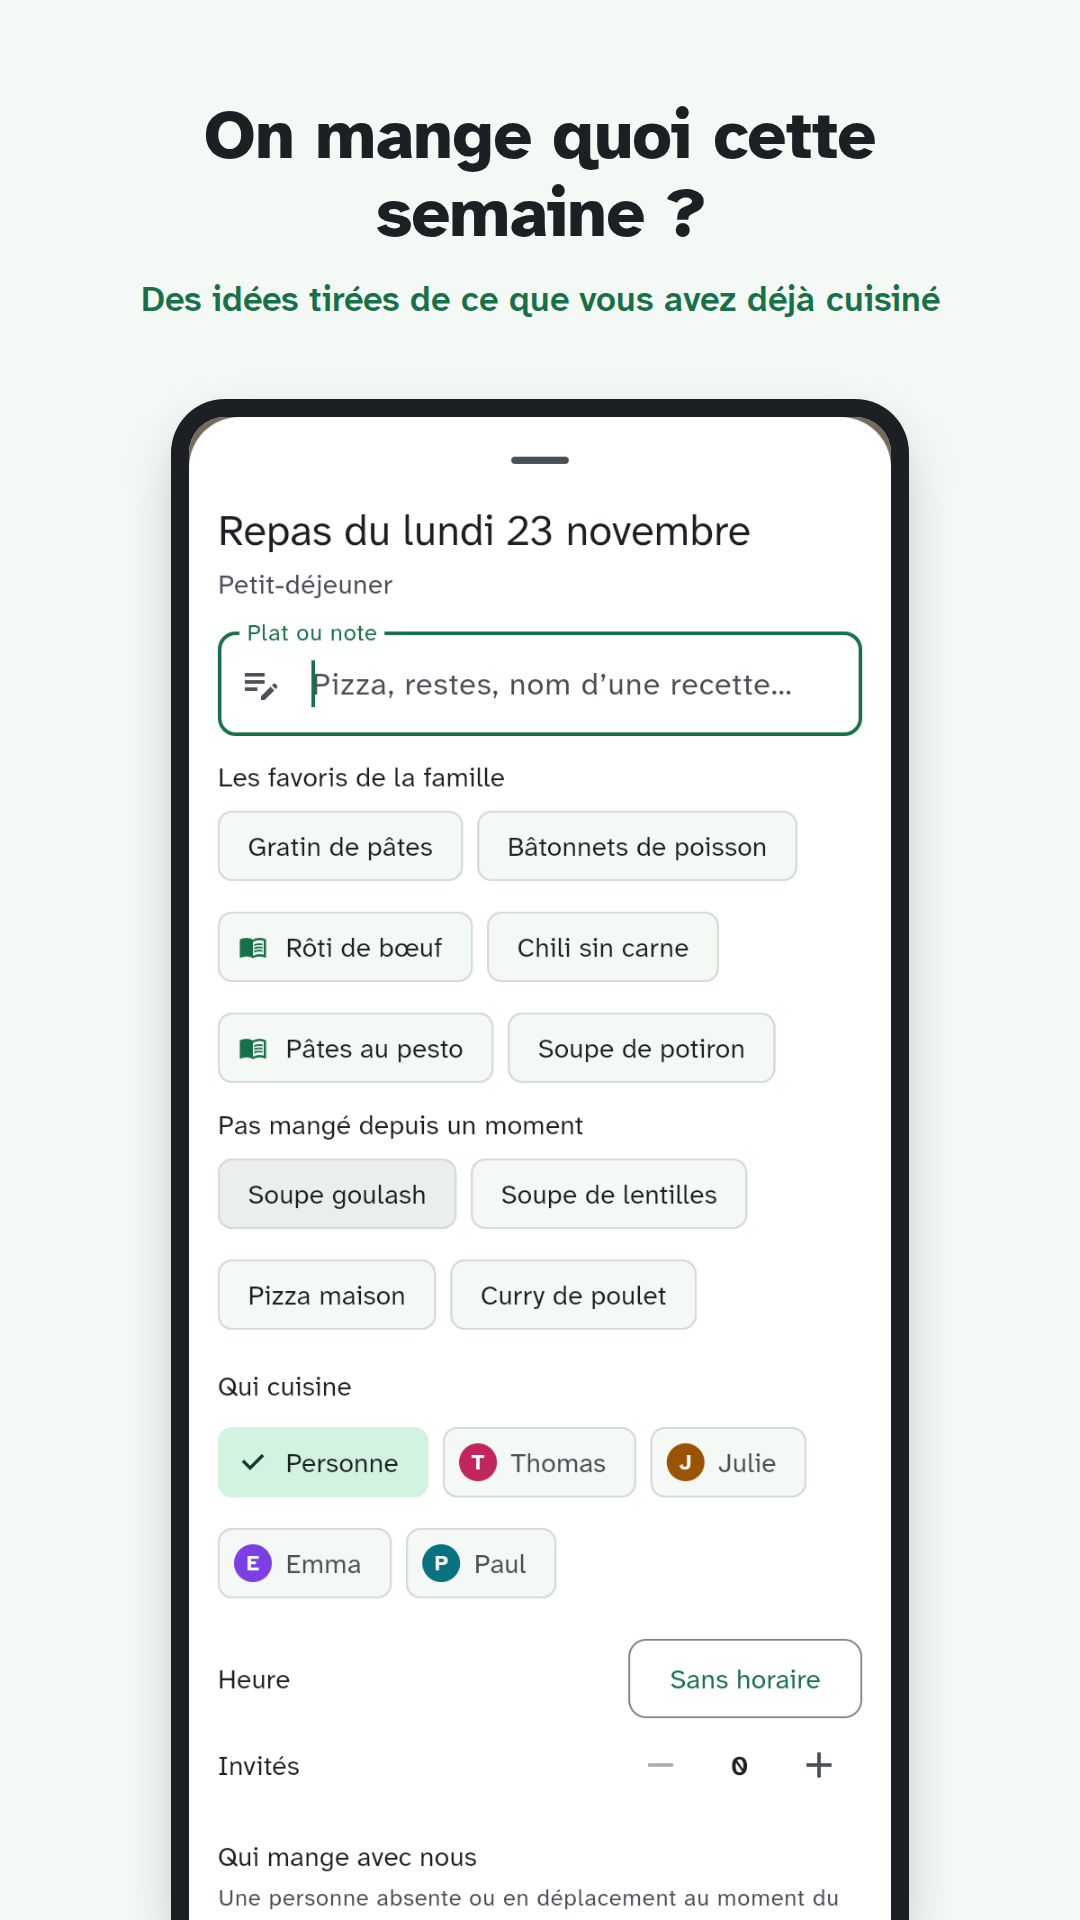 On mange quoi cette
semaine ?
Des idées tirées de ce que vous avez déjà cuisiné
Repas du lundi 23 novembre
Petit-déjeuner
Plat ou note
Pizza, restes, nom d’une recette…
Les favoris de la famille
Gratin de pâtes
Bâtonnets de poisson
Rôti de bœuf
Chili sin carne
Pâtes au pesto
Soupe de potiron
Pas mangé depuis un moment
Soupe goulash
Soupe de lentilles
Pizza maison
Curry de poulet
Qui cuisine
Personne
T Thomas
J Julie
E Emma
P Paul
Heure
Sans horaire
Invités
0
Qui mange avec nous
Une personne absente ou en déplacement au moment du